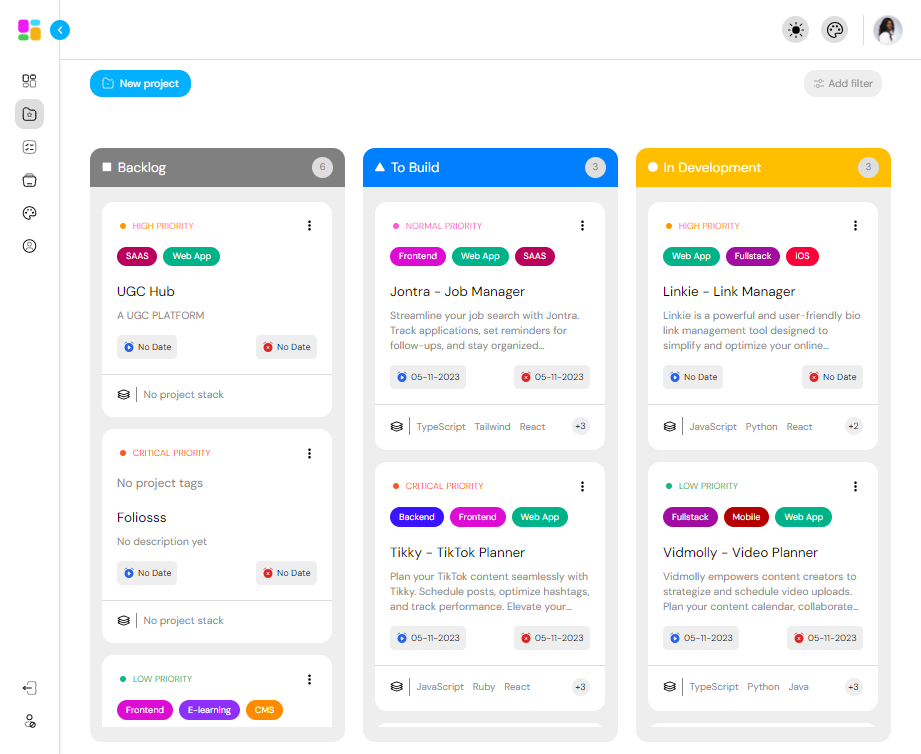 New project
Add filter
Backlog
6
HIGH PRIORITY
SAAS Web App
UGC Hub
A UGC PLATFORM
No Date No Date
No project stack
CRITICAL PRIORITY
No project tags
Foliosss
No description yet
No Date No Date
No project stack
LOW PRIORITY
Frontend E-learning CMS
To Build
3
NORMAL PRIORITY
Frontend Web App SAAS
Jontra - Job Manager
Streamline your job search with Jontra.
Track applications, set reminders for
follow-ups, and stay organized...
05-11-2023 05-11-2023
TypeScript Tailwind React +3
CRITICAL PRIORITY
Backend Frontend Web App
Tikky - TikTok Planner
Plan your TikTok content seamlessly with
Tikky. Schedule posts, optimize hashtags,
and track performance. Elevate your...
05-11-2023 05-11-2023
JavaScript Ruby React +3
In Development
3
HIGH PRIORITY
Web App Fullstack iOS
Linkie - Link Manager
Linkie is a powerful and user-friendly bio
link management tool designed to
simplify and optimize your online...
No Date No Date
JavaScript Python React +2
LOW PRIORITY
Fullstack Mobile Web App
Vidmolly - Video Planner
Vidmolly empowers content creators to
strategize and schedule video uploads.
Plan your content calendar, collaborate...
05-11-2023 05-11-2023
TypeScript Python Java +3